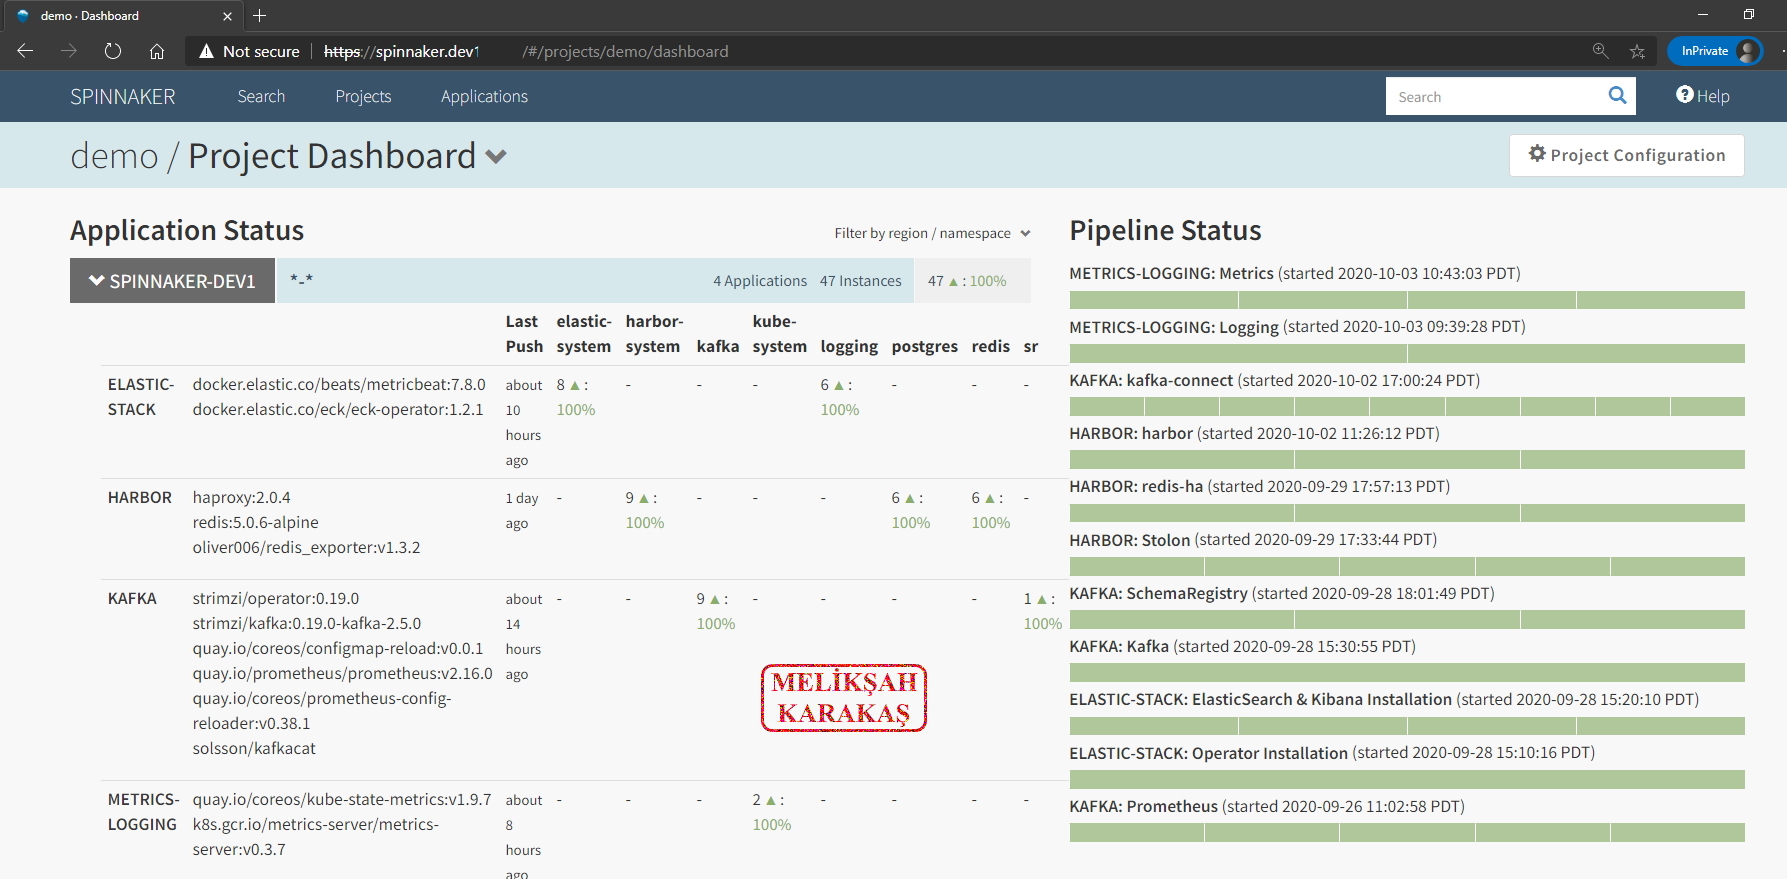 demo · Dashboard
Not secure
https://spinnaker.dev1 /#/projects/demo/dashboard
InPrivate
SPINNAKER
Search
Projects
Applications
Search
Help
demo / Project Dashboard
Project Configuration
Application Status
Filter by region / namespace
SPINNAKER-DEV1
*-*
4 Applications 47 Instances
47 ▲ : 100%
Last Push
elastic-system
harbor-system
kafka
kube-system
logging
postgres
redis
sr
ELASTIC-STACK
docker.elastic.co/beats/metricbeat:7.8.0
docker.elastic.co/eck/eck-operator:1.2.1
about 10 hours ago
8 ▲ : 100%
-
-
-
6 ▲ : 100%
-
-
-
HARBOR
haproxy:2.0.4
redis:5.0.6-alpine
oliver006/redis_exporter:v1.3.2
1 day ago
-
9 ▲ : 100%
-
-
-
6 ▲ : 100%
6 ▲ : 100%
-
KAFKA
strimzi/operator:0.19.0
strimzi/kafka:0.19.0-kafka-2.5.0
quay.io/coreos/configmap-reload:v0.0.1
quay.io/prometheus/prometheus:v2.16.0
quay.io/coreos/prometheus-config-
reloader:v0.38.1
solsson/kafkacat
about 14 hours ago
-
-
9 ▲ : 100%
-
-
-
-
1 ▲ : 100%
MELİKŞAH
KARAKAŞ
METRICS-LOGGING
quay.io/coreos/kube-state-metrics:v1.9.7
k8s.gcr.io/metrics-server/metrics-
server:v0.3.7
about 8 hours ago
-
-
-
2 ▲ : 100%
-
-
-
-
Pipeline Status
METRICS-LOGGING: Metrics (started 2020-10-03 10:43:03 PDT)
METRICS-LOGGING: Logging (started 2020-10-03 09:39:28 PDT)
KAFKA: kafka-connect (started 2020-10-02 17:00:24 PDT)
HARBOR: harbor (started 2020-10-02 11:26:12 PDT)
HARBOR: redis-ha (started 2020-09-29 17:57:13 PDT)
HARBOR: Stolon (started 2020-09-29 17:33:44 PDT)
KAFKA: SchemaRegistry (started 2020-09-28 18:01:49 PDT)
KAFKA: Kafka (started 2020-09-28 15:30:55 PDT)
ELASTIC-STACK: ElasticSearch & Kibana Installation (started 2020-09-28 15:20:10 PDT)
ELASTIC-STACK: Operator Installation (started 2020-09-28 15:10:16 PDT)
KAFKA: Prometheus (started 2020-09-26 11:02:58 PDT)